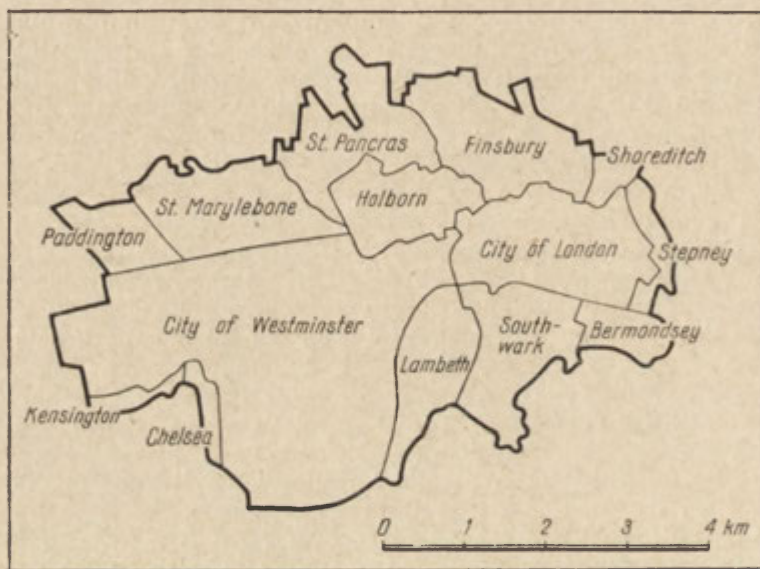 St. Pancras
Finsbury
Shoreditch
St. Marylebone
Holborn
Paddington
City of London
Stepney
City of Westminster
South-
wark
Bermondsey
Lambeth
Kensington
Chelsea
0 1 2 3 4 km